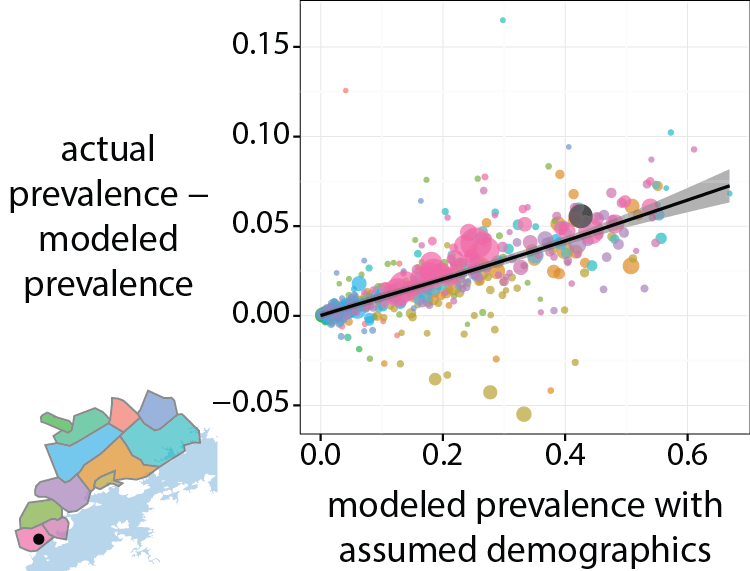 0.15
0.10
0.05
0.00
−0.05
actual
prevalence −
modeled
prevalence
0.0 0.2 0.4 0.6
modeled prevalence with
assumed demographics